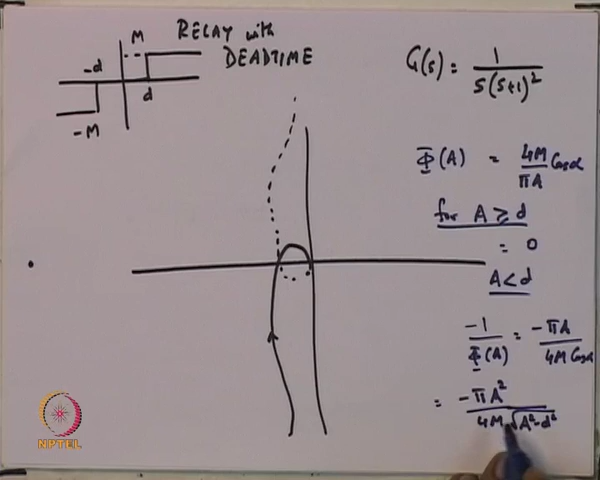 RELAY with
DEADTIME
M
-d
d
-M
G(s) = 1 / s(s+1)²
Φ(A) = 4M/πA Cosα
for A ≥ d
= 0
A < d
-1/Φ(A) = -πA / 4M Cosα
= -πA² / 4M√A²-d²
NPTEL